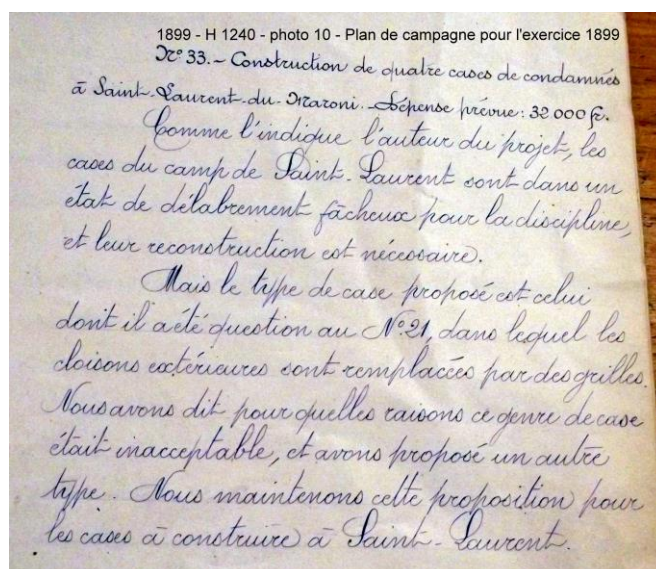 1899 - H 1240 - photo 10 - Plan de campagne pour l'exercice 1899
N° 33. - Construction de quatre cases de condamnés
à Saint-Laurent-du-Maroni. - Dépense prévue : 32.000 fr.
Comme l'indique l'auteur du projet, les
cases du camp de Saint-Laurent sont dans un
état de délabrement fâcheux pour la discipline,
et leur reconstruction est nécessaire.
Mais le type de case proposé est celui
dont il a été question au N° 21, dans lequel les
cloisons extérieures sont remplacées par des grilles.
Nous avons dit pour quelles raisons ce genre de case
était inacceptable, et avons proposé un autre
type. Nous maintenons cette proposition pour
les cases à construire à Saint-Laurent.